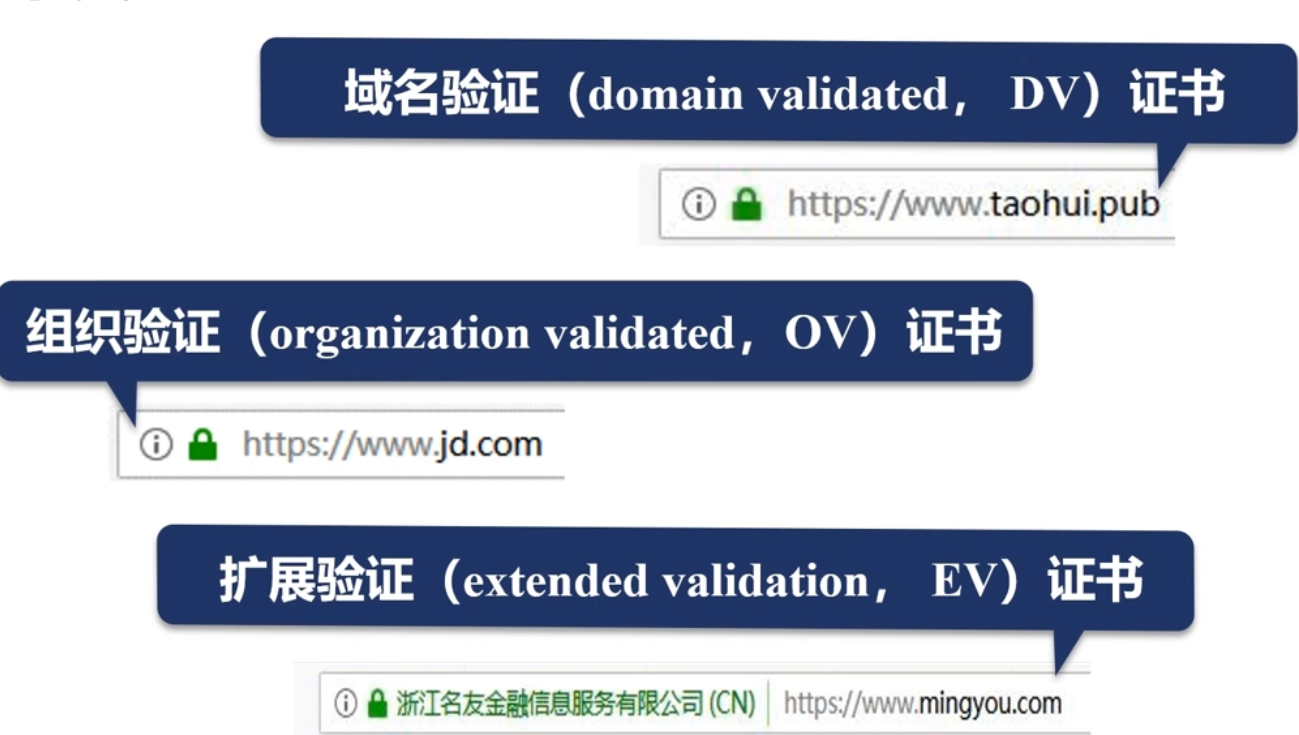 域名验证（domain validated， DV）证书
https://www.taohui.pub
组织验证（organization validated，OV）证书
https://www.jd.com
扩展验证（extended validation， EV）证书
浙江名友金融信息服务有限公司 (CN) https://www.mingyou.com